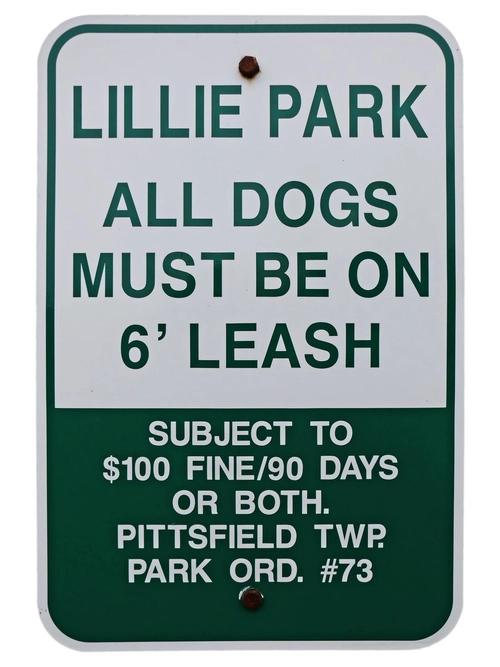 LILLIE PARK
ALL DOGS
MUST BE ON
6' LEASH
SUBJECT TO
$100 FINE/90 DAYS
OR BOTH.
PITTSFIELD TWP.
PARK ORD. #73